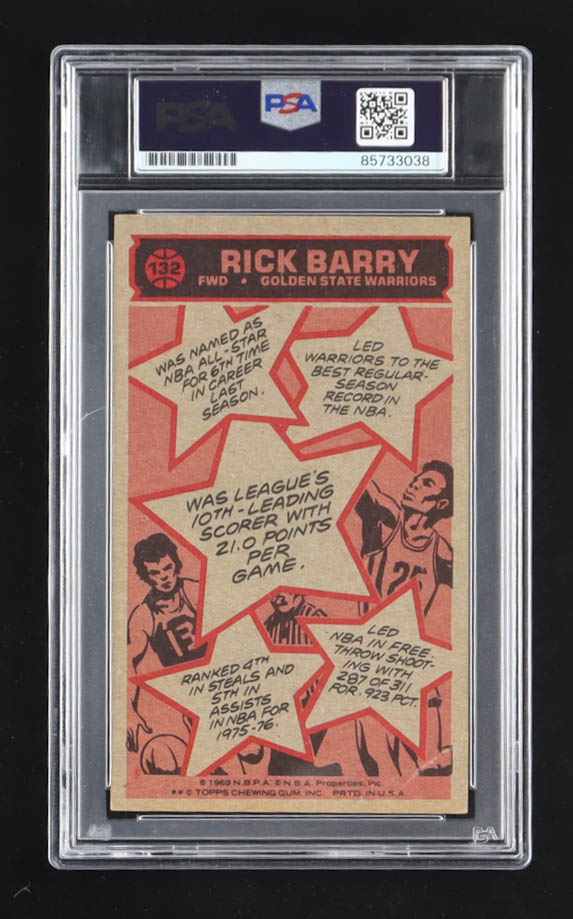 PSA
PSA
85733038
132
RICK BARRY
FWD • GOLDEN STATE WARRIORS
WAS NAMED AS
NBA ALL-STAR
FOR 6TH TIME
IN CAREER
LAST
SEASON.
LED
WARRIORS TO THE
BEST REGULAR-
SEASON
RECORD IN
THE NBA.
WAS LEAGUE'S
10TH-LEADING
SCORER WITH
21.0 POINTS
PER
GAME.
RANKED 4TH
IN STEALS AND
5TH IN
ASSISTS
IN NBA FOR
1975-76.
LED
NBA IN FREE-
THROW SHOOT-
ING WITH
287 OF 311
FOR .923 PCT.
13
25
© 1969 N.B.P.A. © N.B.A. Properties, Inc.
** © TOPPS CHEWING GUM, INC. PRTD. IN U.S.A.
PSA